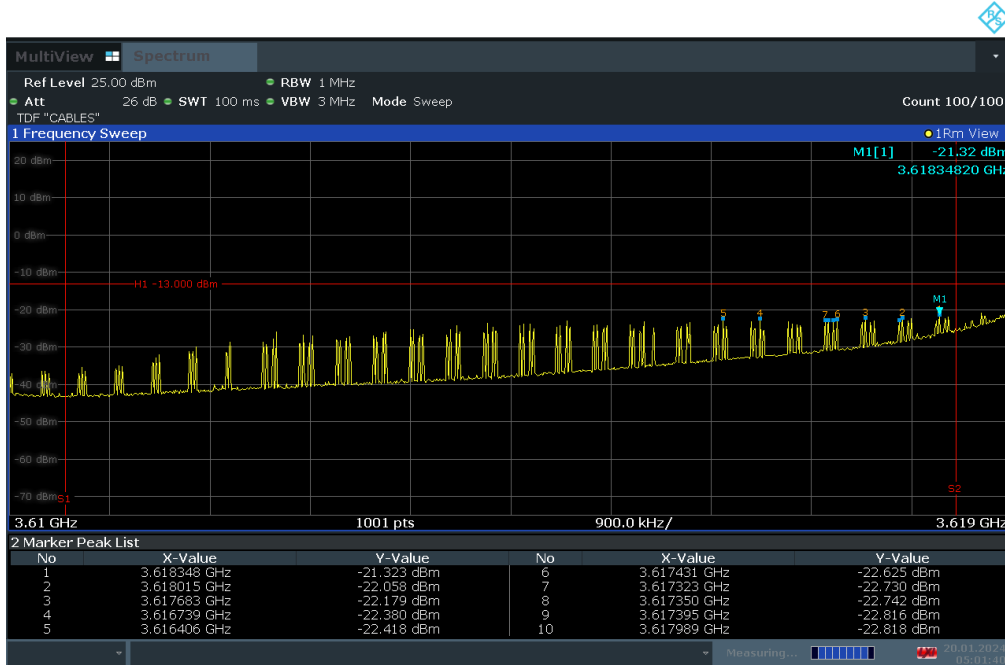 R&S
MultiView Spectrum
Ref Level 25.00 dBm RBW 1 MHz
Att 26 dB SWT 100 ms VBW 3 MHz Mode Sweep Count 100/100
TDF "CABLES"
1 Frequency Sweep 1Rm View
M1[1] -21.32 dBm
3.61834820 GHz
20 dBm
10 dBm
0 dBm
-10 dBm
H1 -13.000 dBm
M1
-20 dBm
5 4 7 6 3 2
-30 dBm
-40 dBm
-50 dBm
-60 dBm
S2
-70 dBm
S1
3.61 GHz 1001 pts 900.0 kHz/ 3.619 GHz
2 Marker Peak List
No X-Value Y-Value No X-Value Y-Value
1 3.618348 GHz -21.323 dBm 6 3.617431 GHz -22.625 dBm
2 3.618015 GHz -22.058 dBm 7 3.617323 GHz -22.730 dBm
3 3.617683 GHz -22.179 dBm 8 3.617350 GHz -22.742 dBm
4 3.616739 GHz -22.380 dBm 9 3.617395 GHz -22.816 dBm
5 3.616406 GHz -22.418 dBm 10 3.617989 GHz -22.818 dBm
Measuring... 20.01.2024